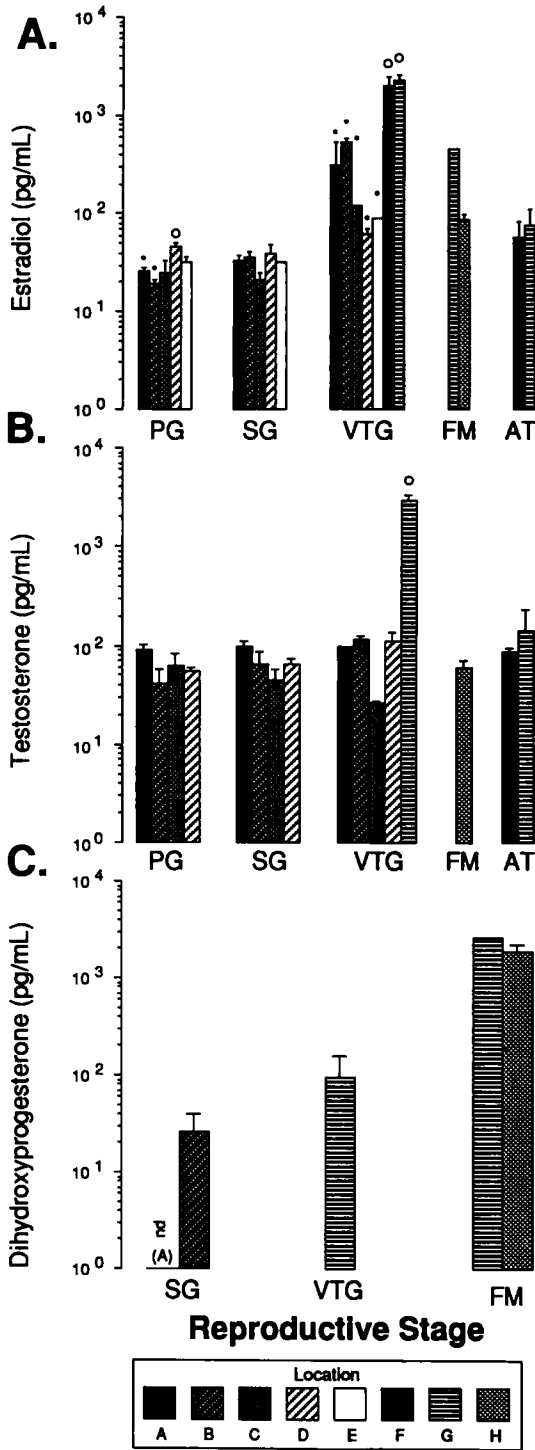 A.
Estradiol (pg/mL)
10⁴
10³
10²
10¹
10⁰
PG SG VTG FM AT
B.
Testosterone (pg/mL)
10⁴
10³
10²
10¹
10⁰
PG SG VTG FM AT
C.
Dihydroxyprogesterone (pg/mL)
10⁴
10³
10²
10¹
10⁰
nd
(A)
SG VTG FM
Reproductive Stage
Location
A B C D E F G H